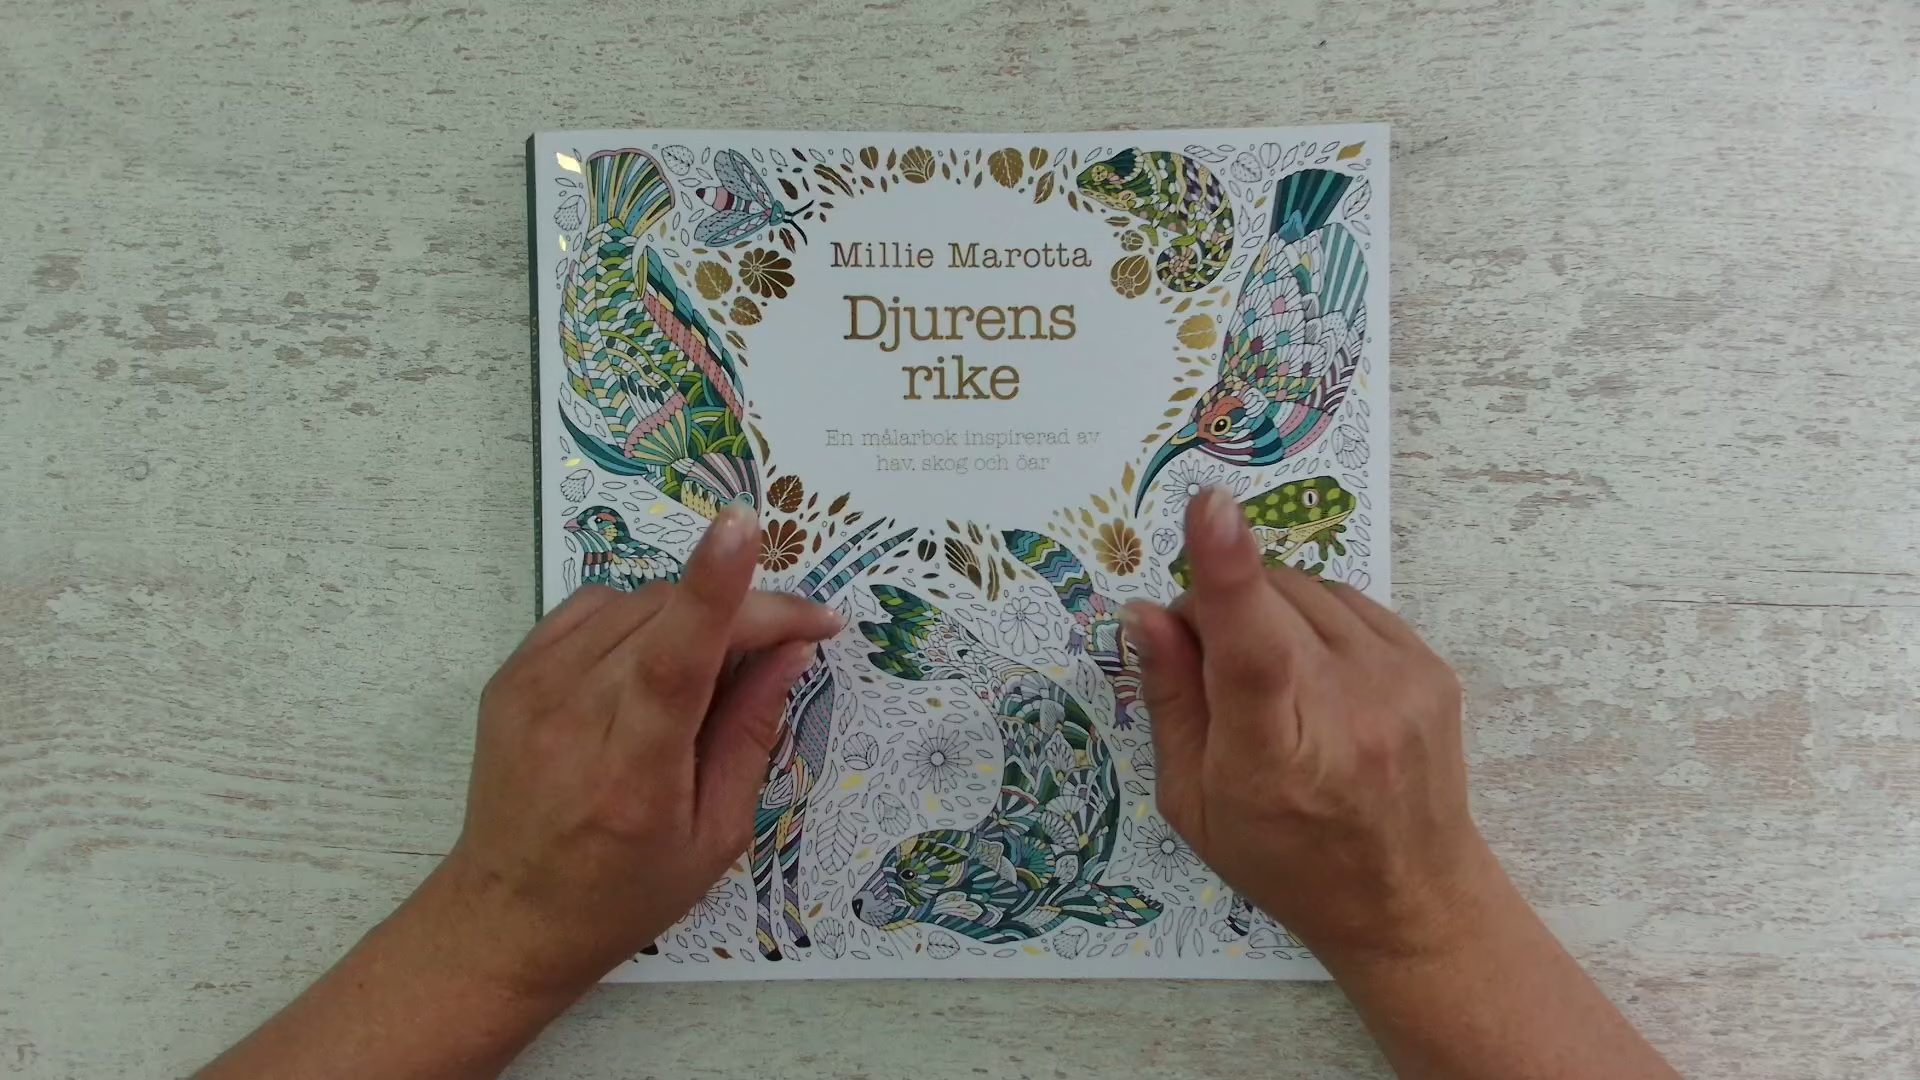 Millie Marotta
Djurens
rike
En målarbok inspirerad av
hav, skog och öar